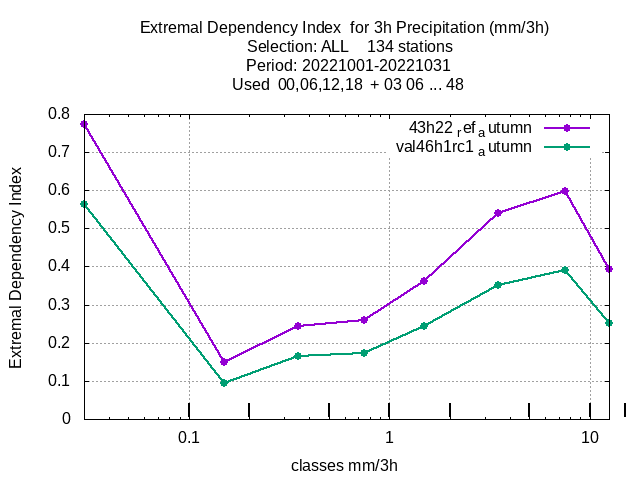 Extremal Dependency Index for 3h Precipitation (mm/3h)
Selection: ALL 134 stations
Period: 20221001-20221031
Used 00,06,12,18 + 03 06 ... 48
43h22ᵣefₐutumn
val46h1rc1ₐutumn
Extremal Dependency Index
0.8
0.7
0.6
0.5
0.4
0.3
0.2
0.1
0
0.1 1 10
classes mm/3h